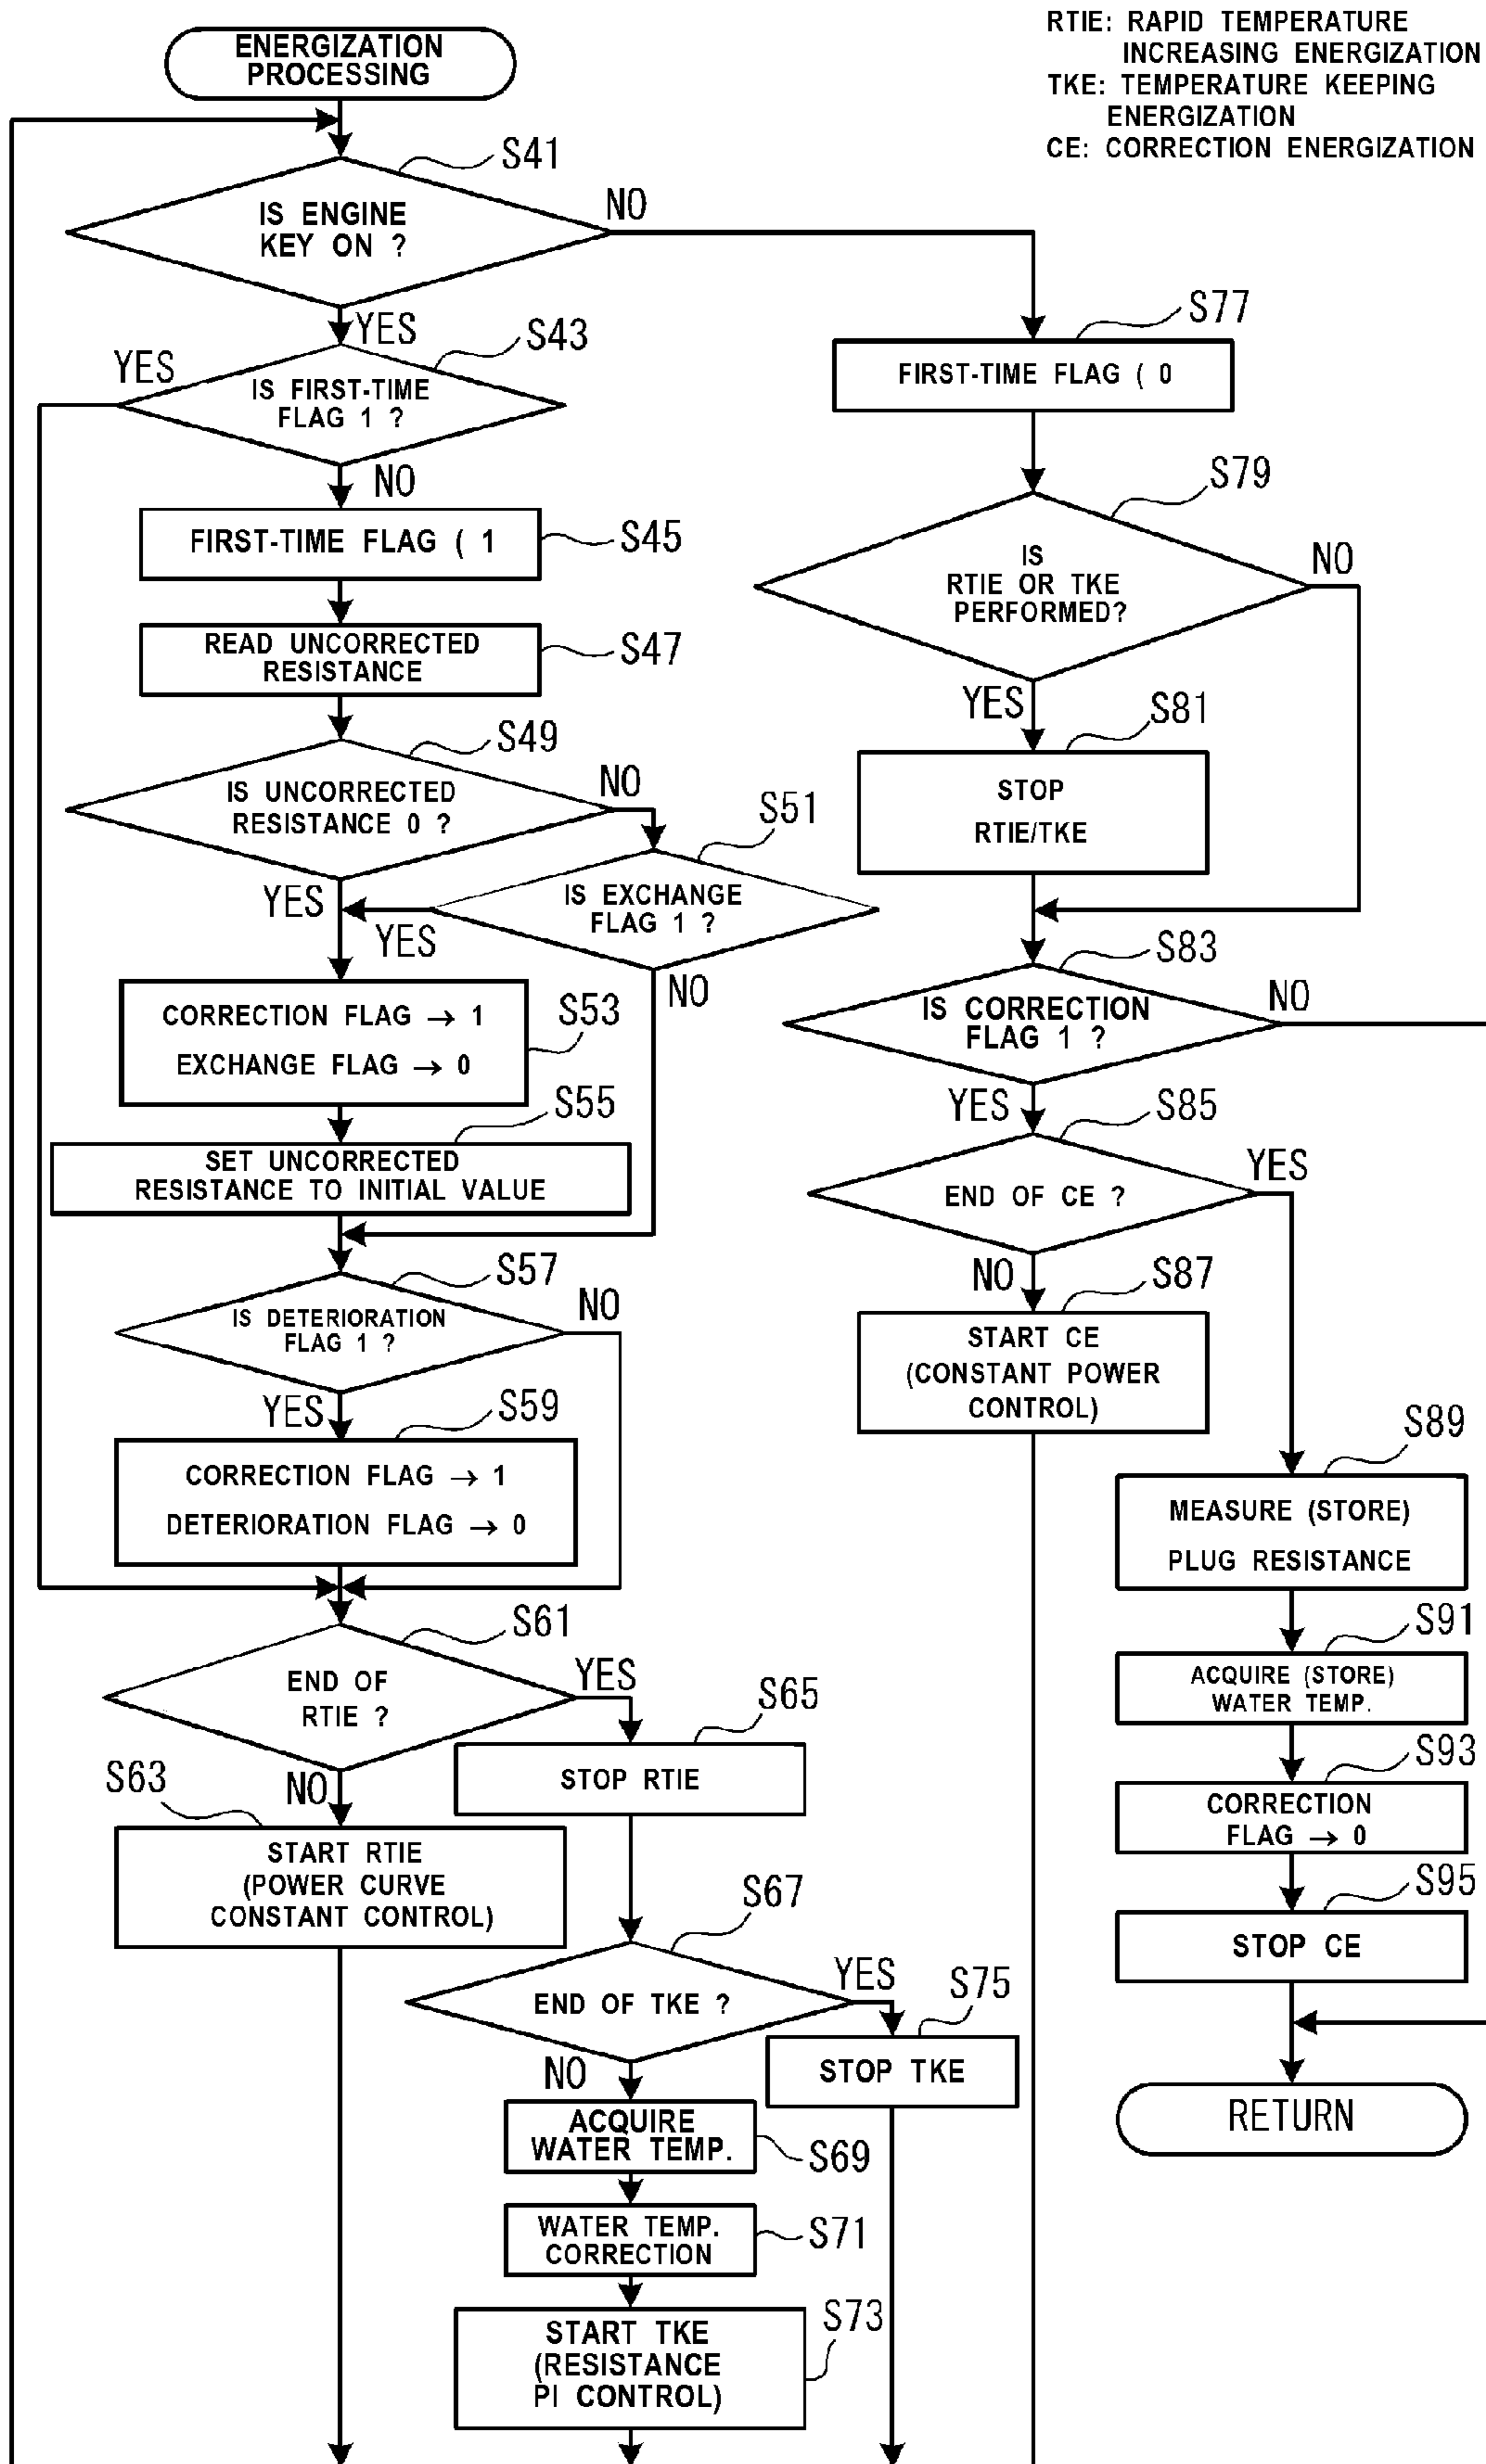 ENERGIZATION
PROCESSING
RTIE: RAPID TEMPERATURE
INCREASING ENERGIZATION
TKE: TEMPERATURE KEEPING
ENERGIZATION
CE: CORRECTION ENERGIZATION
S41
IS ENGINE
KEY ON ?
NO
YES
S43
YES
IS FIRST-TIME
FLAG 1 ?
NO
FIRST-TIME FLAG ( 1
S45
READ UNCORRECTED
RESISTANCE
S47
S49
IS UNCORRECTED
RESISTANCE 0 ?
NO
YES
S51
IS EXCHANGE
FLAG 1 ?
YES
NO
CORRECTION FLAG → 1
EXCHANGE FLAG → 0
S53
S55
SET UNCORRECTED
RESISTANCE TO INITIAL VALUE
S57
IS DETERIORATION
FLAG 1 ?
NO
YES
S59
CORRECTION FLAG → 1
DETERIORATION FLAG → 0
S61
END OF
RTIE ?
YES
NO
S63
START RTIE
(POWER CURVE
CONSTANT CONTROL)
S65
STOP RTIE
S67
END OF TKE ?
YES
NO
S75
STOP TKE
ACQUIRE
WATER TEMP.
S69
WATER TEMP.
CORRECTION
S71
S73
START TKE
(RESISTANCE
PI CONTROL)
S77
FIRST-TIME FLAG ( 0
S79
IS
RTIE OR TKE
PERFORMED?
NO
YES
S81
STOP
RTIE/TKE
S83
IS CORRECTION
FLAG 1 ?
NO
YES
S85
END OF CE ?
YES
NO
S87
START CE
(CONSTANT POWER
CONTROL)
S89
MEASURE (STORE)
PLUG RESISTANCE
S91
ACQUIRE (STORE)
WATER TEMP.
S93
CORRECTION
FLAG → 0
S95
STOP CE
RETURN